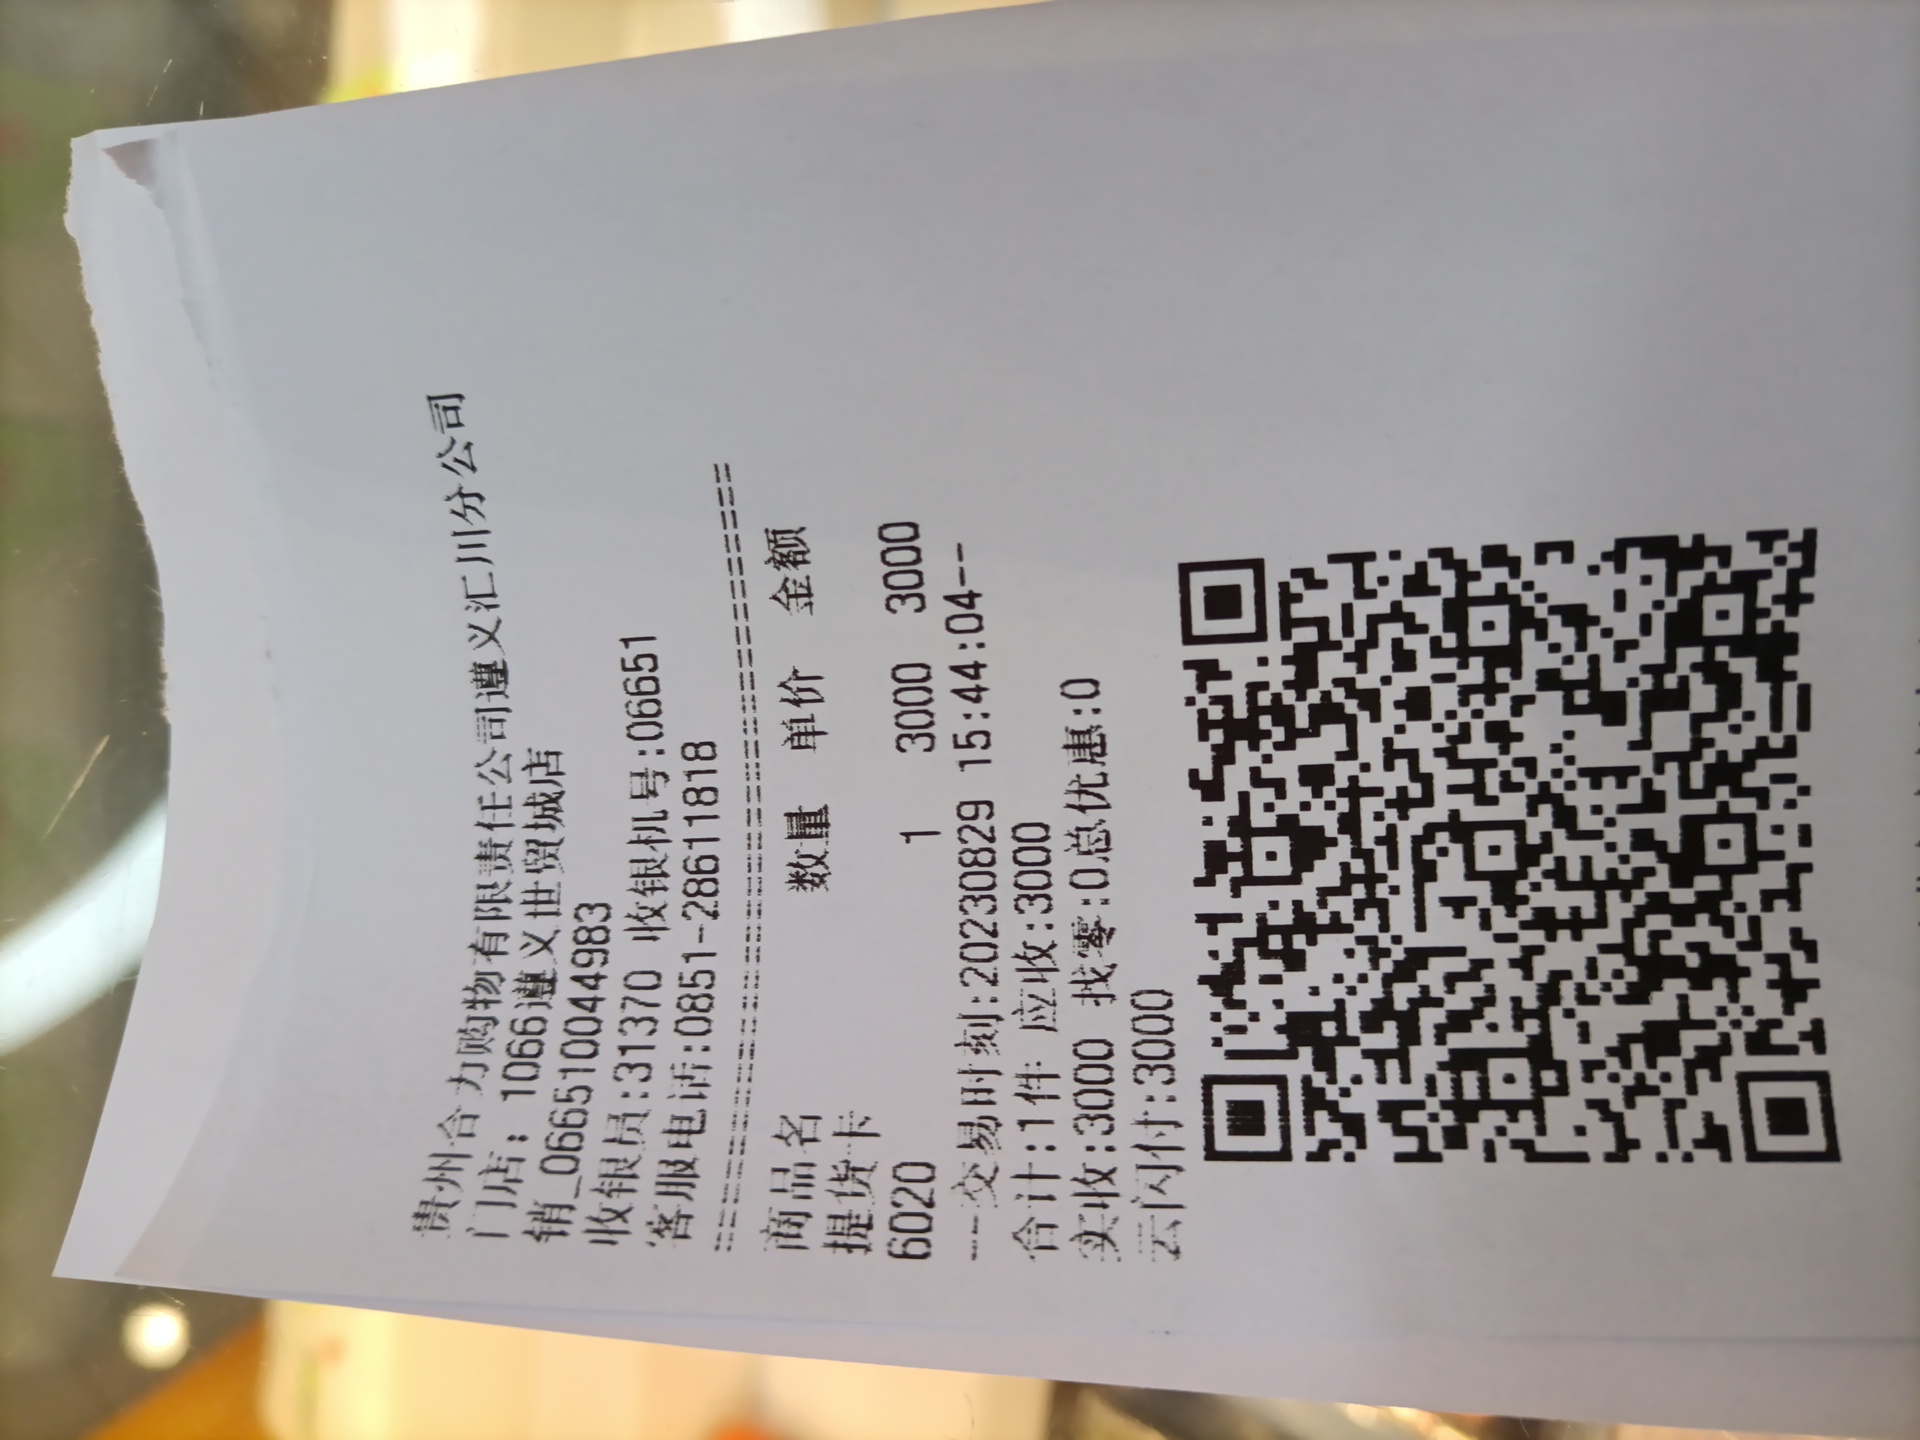 贵州合力购物有限责任公司遵义汇川分公司
门店: 1066遵义世贸城店
销_066510044983
收银员:31370 收银机号:06651
客服电话:0851-28611818
商品名 数量 单价 金额
提货卡
6020 1 3000 3000
--交易时刻:20230829 15:44:04--
合计:1件 应收:3000
实收:3000 找零:0总优惠:0
云闪付:3000